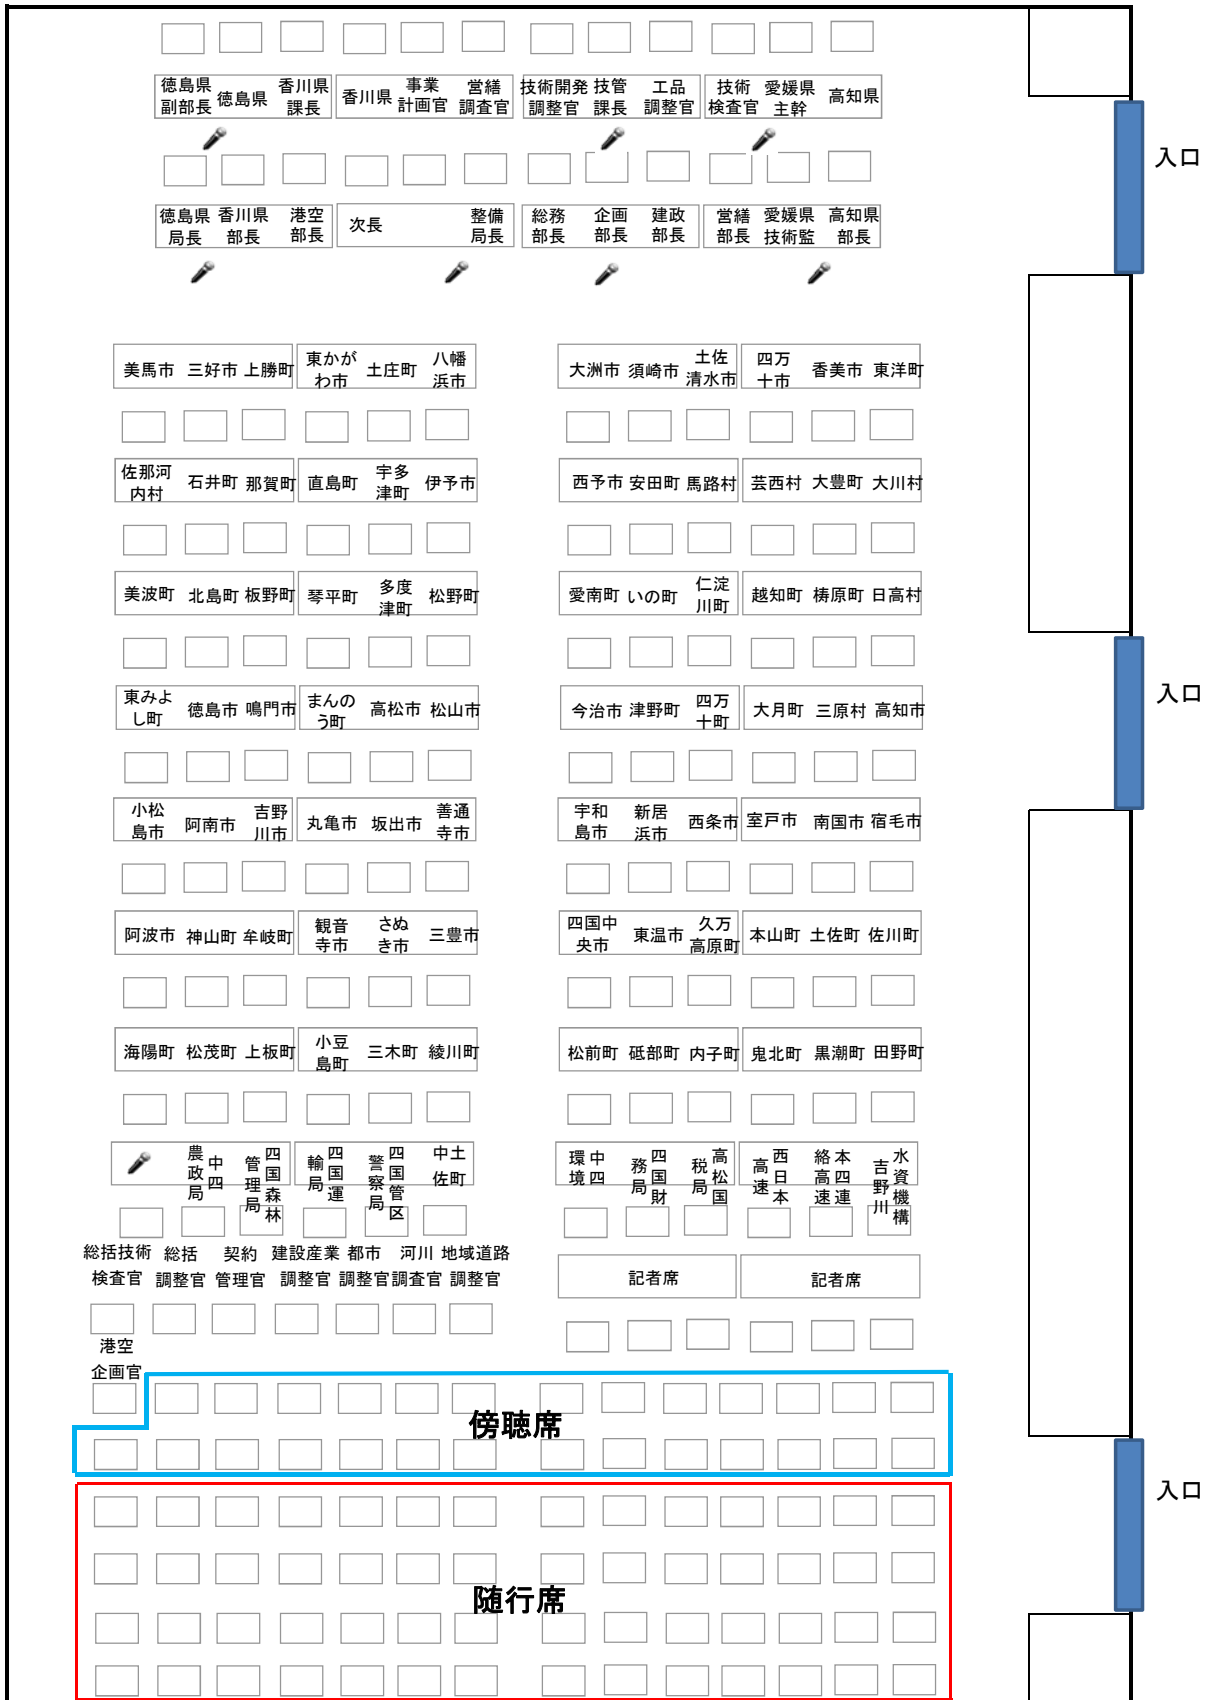 徳島県
副部長
徳島県
香川県
課長
香川県
事業
計画官
営繕
調査官
技術開発
調整官
技管
課長
工品
調整官
技術
検査官
愛媛県
主幹
高知県
入口
徳島県
局長
香川県
部長
港空
部長
次長
整備
局長
総務
部長
企画
部長
建政
部長
営繕
部長
愛媛県
技術監
高知県
部長
美馬市
三好市
上勝町
東かが
わ市
土庄町
八幡
浜市
大洲市
須崎市
土佐
清水市
四万
十市
香美市
東洋町
佐那河
内村
石井町
那賀町
直島町
宇多
津町
伊予市
西予市
安田町
馬路村
芸西村
大豊町
大川村
美波町
北島町
板野町
琴平町
多度
津町
松野町
愛南町
いの町
仁淀
川町
越知町
梼原町
日高村
入口
東みよ
し町
徳島市
鳴門市
まんの
う町
高松市
松山市
今治市
津野町
四万
十町
大月町
三原村
高知市
小松
島市
阿南市
吉野
川市
丸亀市
坂出市
善通
寺市
宇和
島市
新居
浜市
西条市
室戸市
南国市
宿毛市
阿波市
神山町
牟岐町
観音
寺市
さぬ
き市
三豊市
四国中
央市
東温市
久万
高原町
本山町
土佐町
佐川町
海陽町
松茂町
上板町
小豆
島町
三木町
綾川町
松前町
砥部町
内子町
鬼北町
黒潮町
田野町
中四
農政局
四国森林
管理局
四国運
輸局
四国管区
警察局
中土
佐町
中四
環境
四国財
務局
高松国
税局
西日本
高速
本四連
絡高速
水資機構
吉野川
総括技術
検査官
総括
調整官
契約
管理官
建設産業
調整官
都市
調整官
河川
調査官
地域道路
調整官
記者席
記者席
港空
企画官
傍聴席
入口
随行席